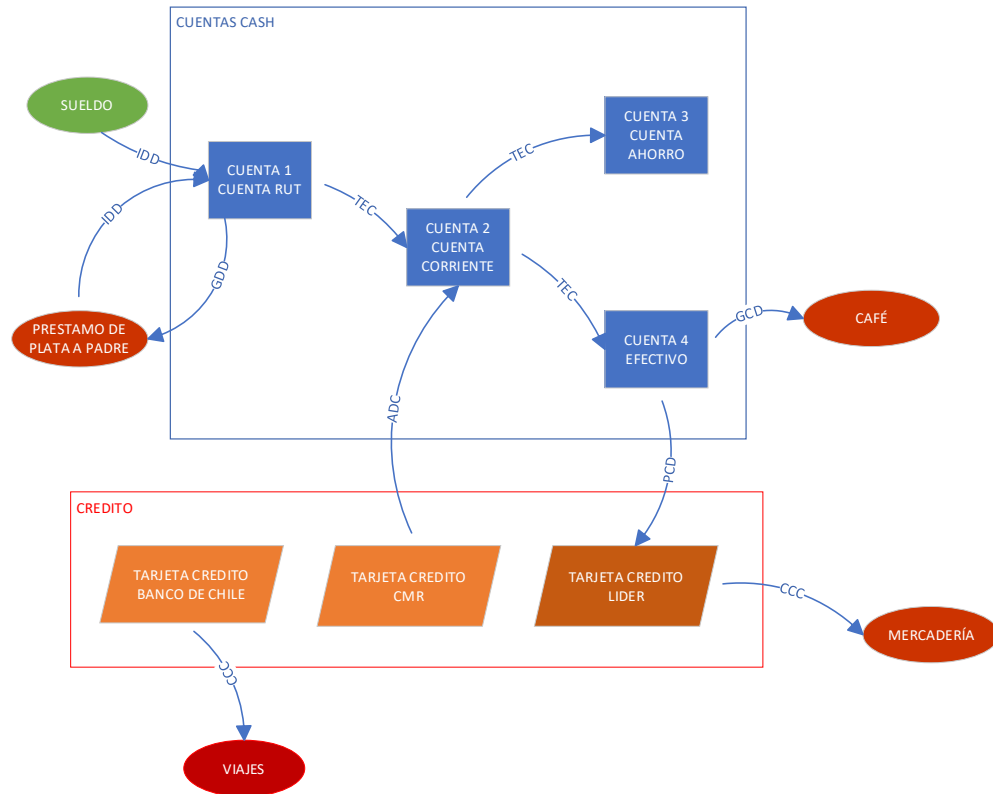 CUENTAS CASH
SUELDO
IDD
CUENTA 1
CUENTA RUT
IDD
GDD
PRESTAMO DE
PLATA A PADRE
TEC
CUENTA 2
CUENTA
CORRIENTE
TEC
CUENTA 3
CUENTA
AHORRO
TEC
CUENTA 4
EFECTIVO
GCD
CAFÉ
ADC
PCD
CREDITO
TARJETA CREDITO
BANCO DE CHILE
TARJETA CREDITO
CMR
TARJETA CREDITO
LIDER
CCC
MERCADERÍA
CCC
VIAJES